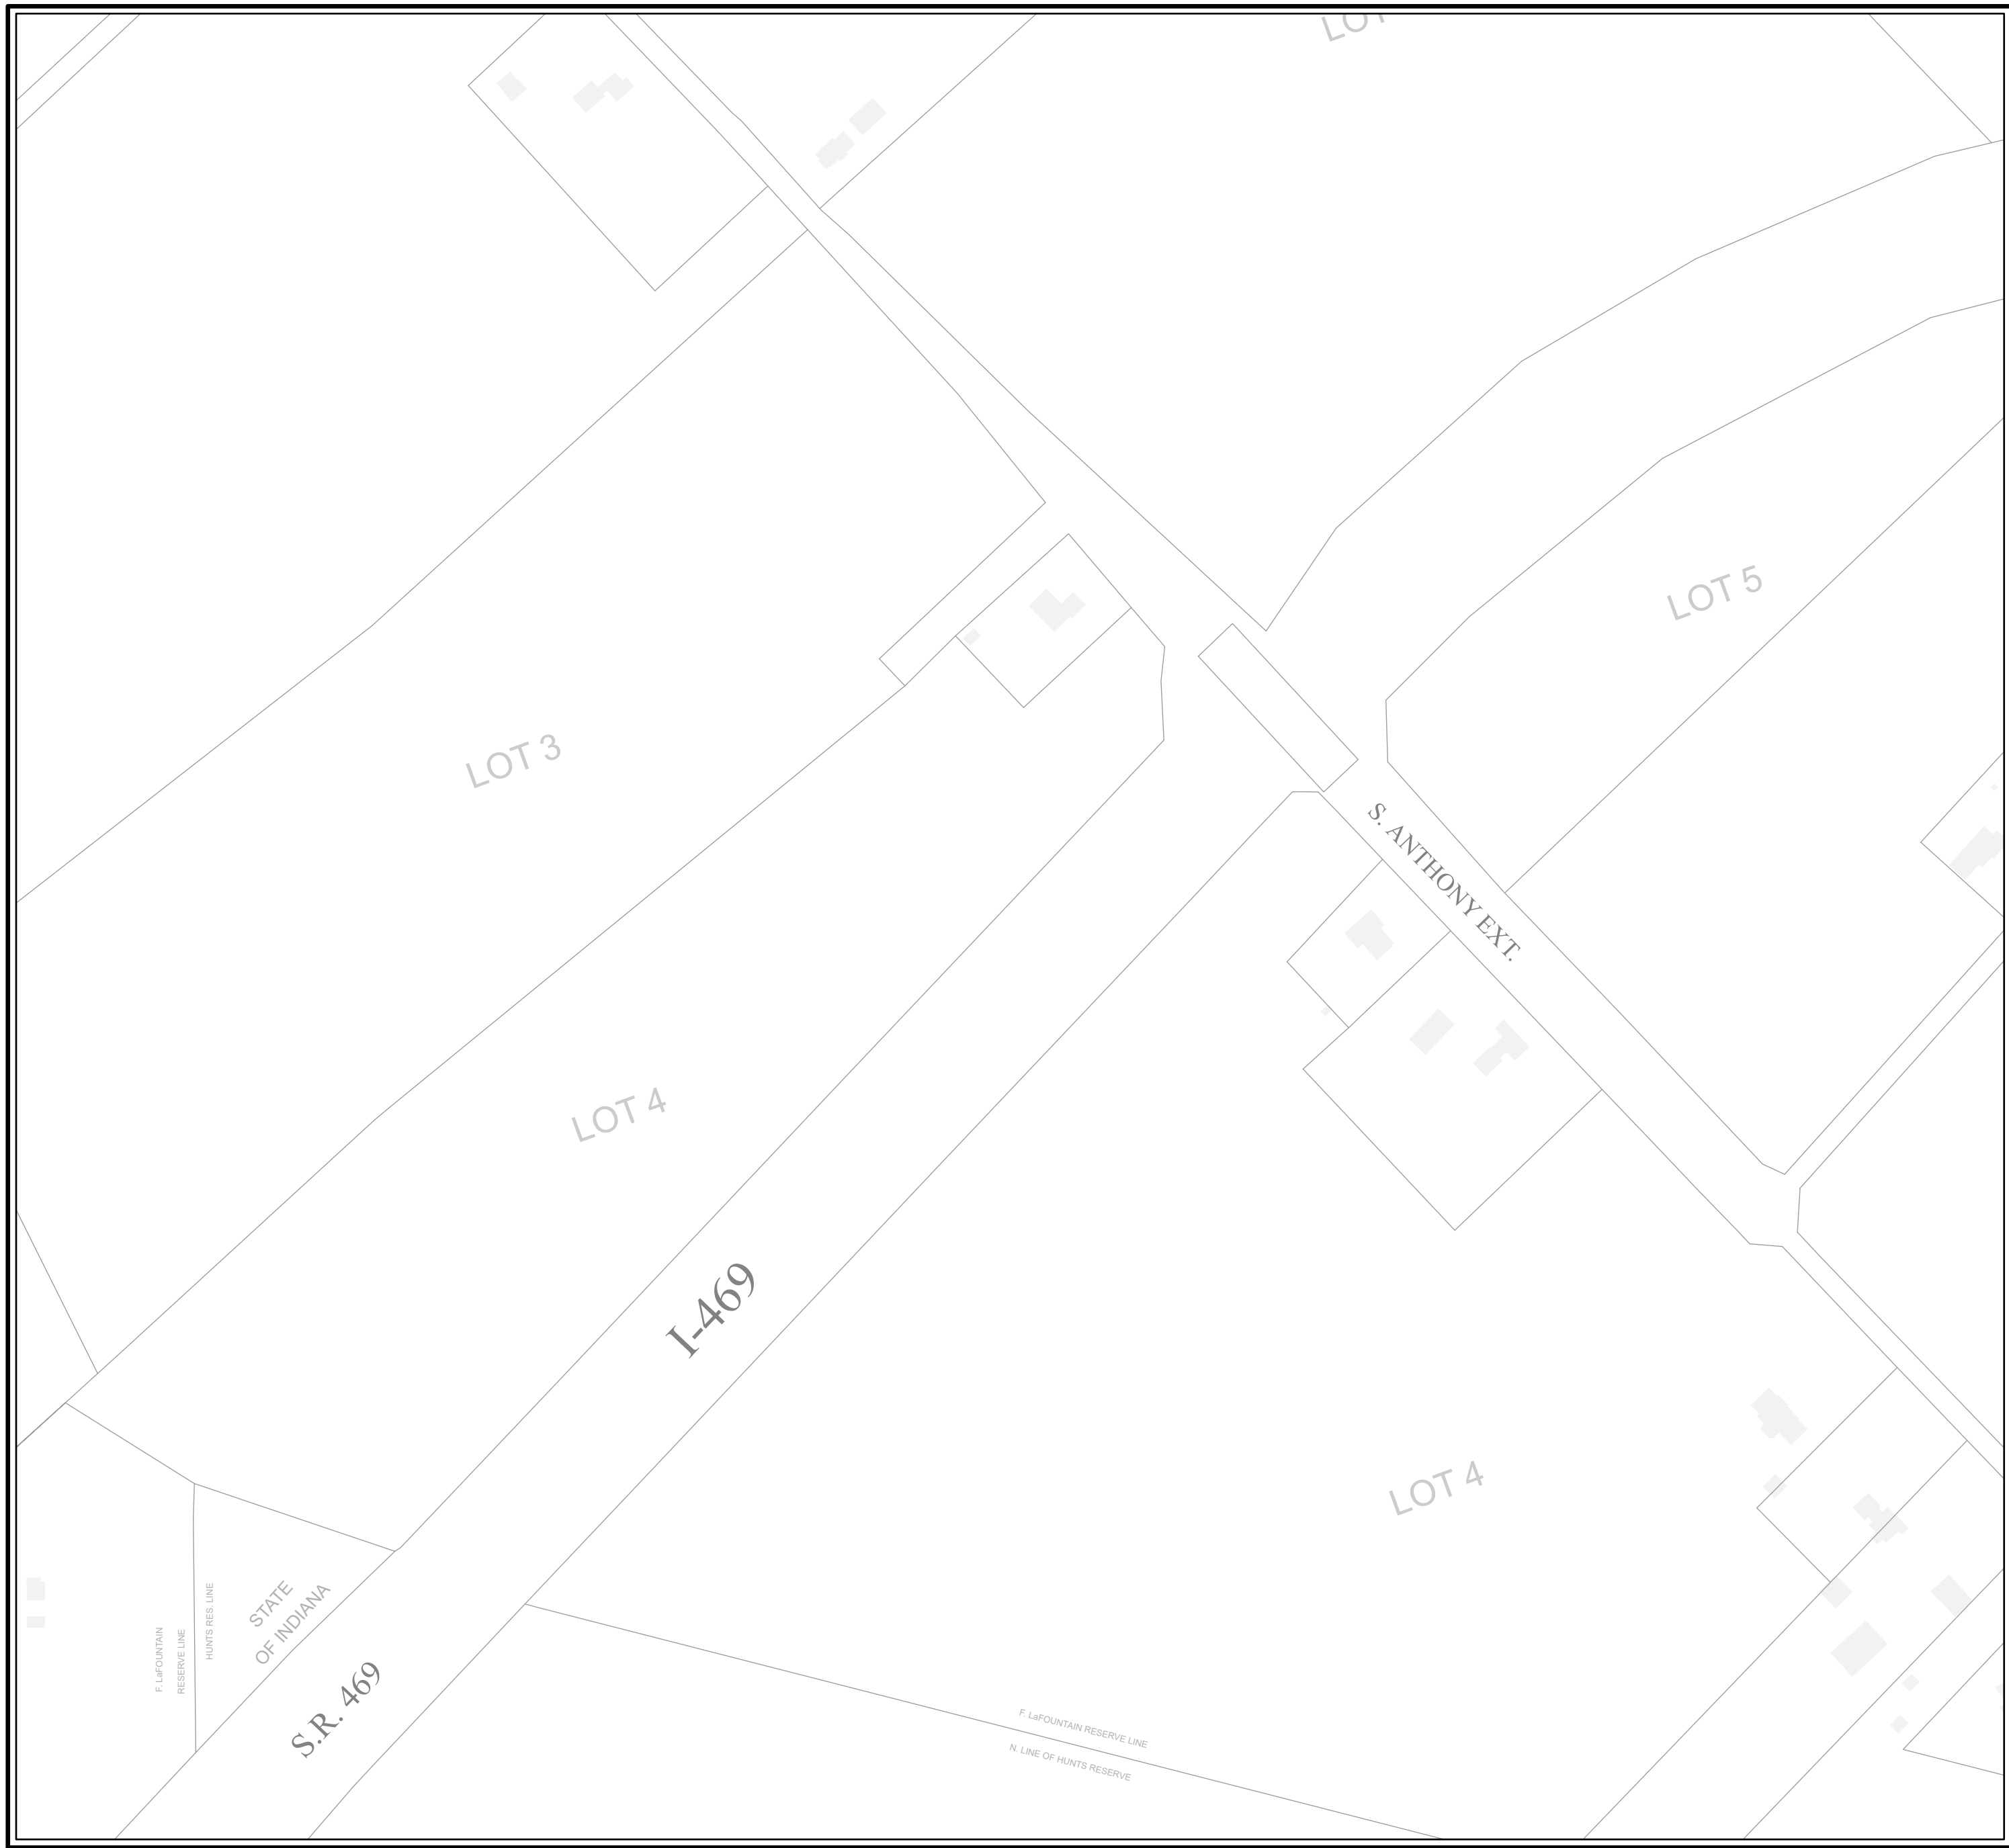 LOT
LOT 5
LOT 3
S. ANTHONY EXT.
LOT 4
I-469
LOT 4
STATE
OF INDIANA
HUNTS RES. LINE
F. LaFOUNTAIN
RESERVE LINE
S.R. 469
F. LaFOUNTAIN RESERVE LINE
N. LINE OF HUNTS RESERVE